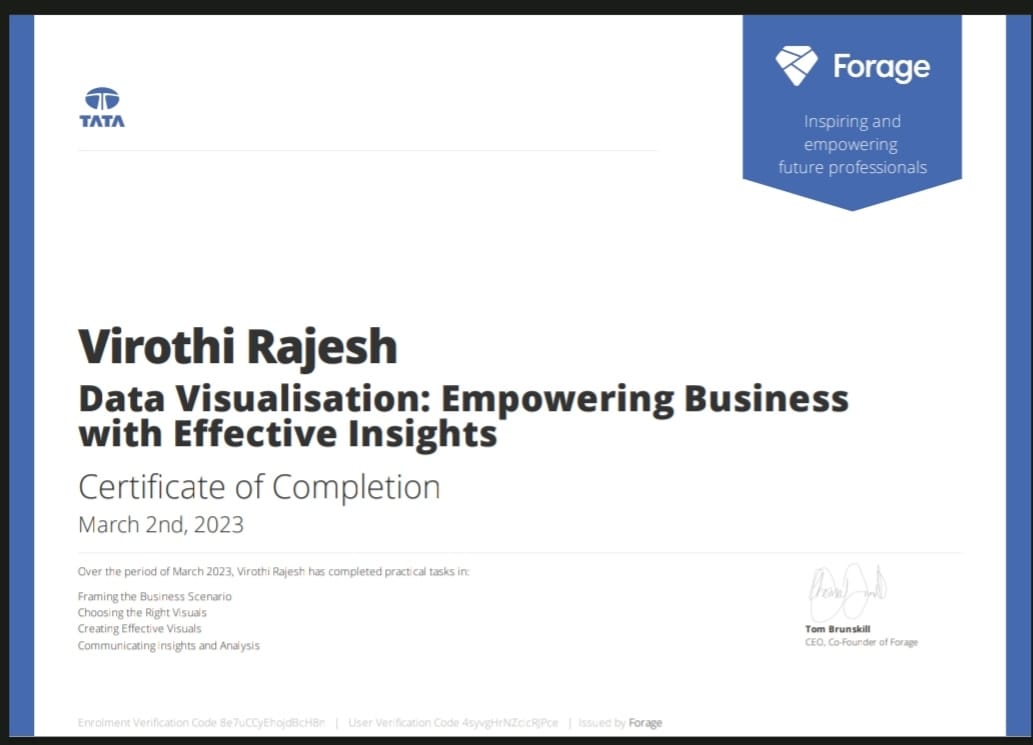 TATA
Forage
Inspiring and
empowering
future professionals
Virothi Rajesh
Data Visualisation: Empowering Business
with Effective Insights
Certificate of Completion
March 2nd, 2023
Over the period of March 2023, Virothi Rajesh has completed practical tasks in:
Framing the Business Scenario
Choosing the Right Visuals
Creating Effective Visuals
Communicating Insights and Analysis
Tom Brunskill
CEO, Co-Founder of Forage
Enrolment Verification Code 8e7uCCyEhojdBcH8n | User Verification Code | Issued by Forage